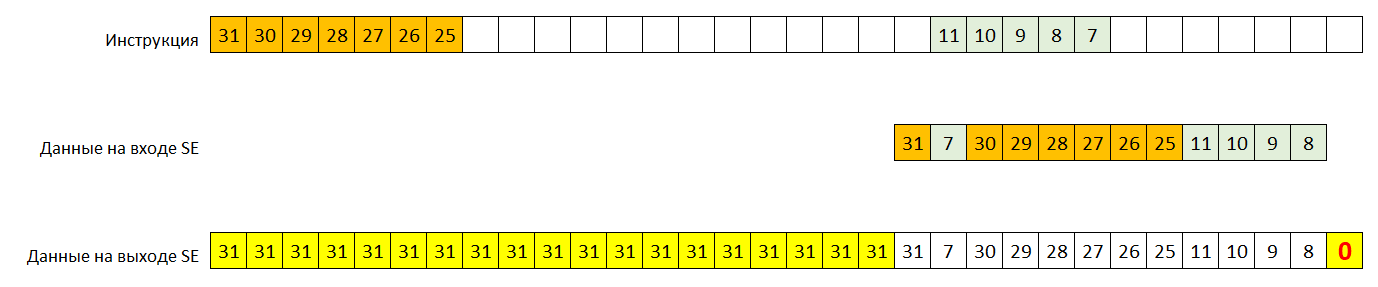 Инструкция 31 30 29 28 27 26 25 11 10 9 8 7
Данные на входе SE 31 7 30 29 28 27 26 25 11 10 9 8
Данные на выходе SE 31 31 31 31 31 31 31 31 31 31 31 31 31 31 31 31 31 31 31 31 7 30 29 28 27 26 25 11 10 9 8 0